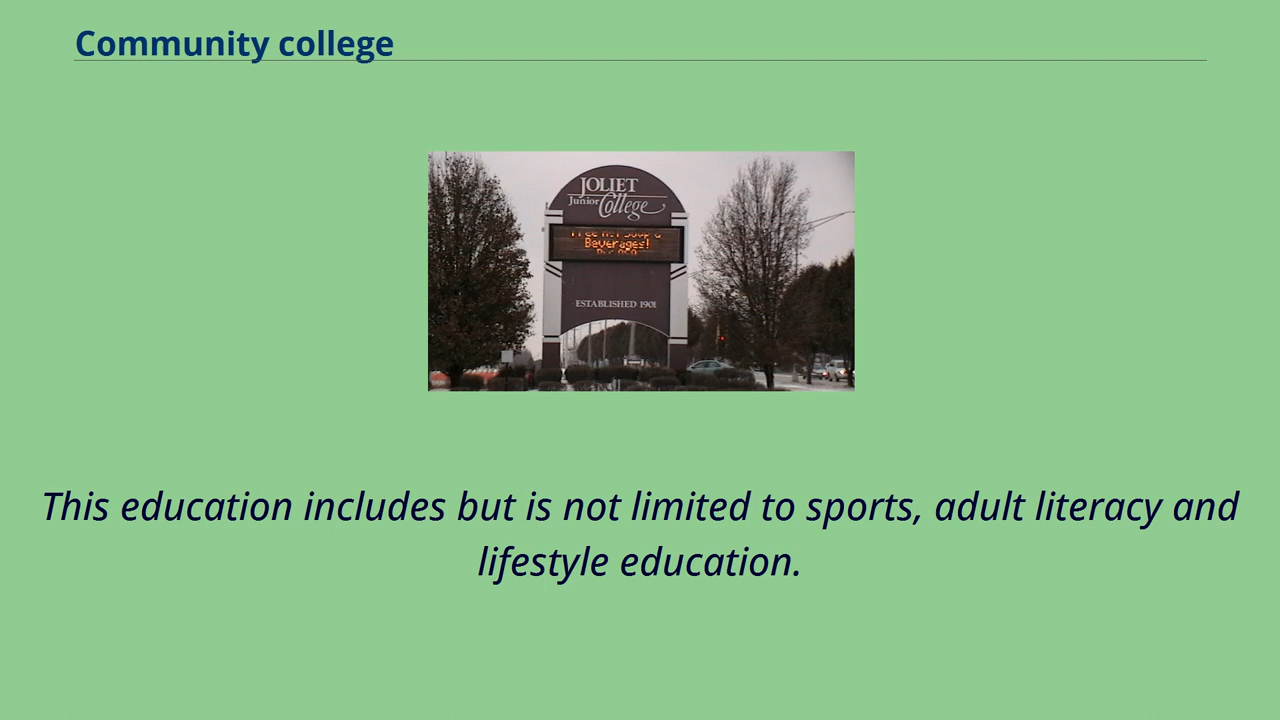 Community college
JOLIET
Junior College
Beverages!
ESTABLISHED 1901
This education includes but is not limited to sports, adult literacy and
lifestyle education.